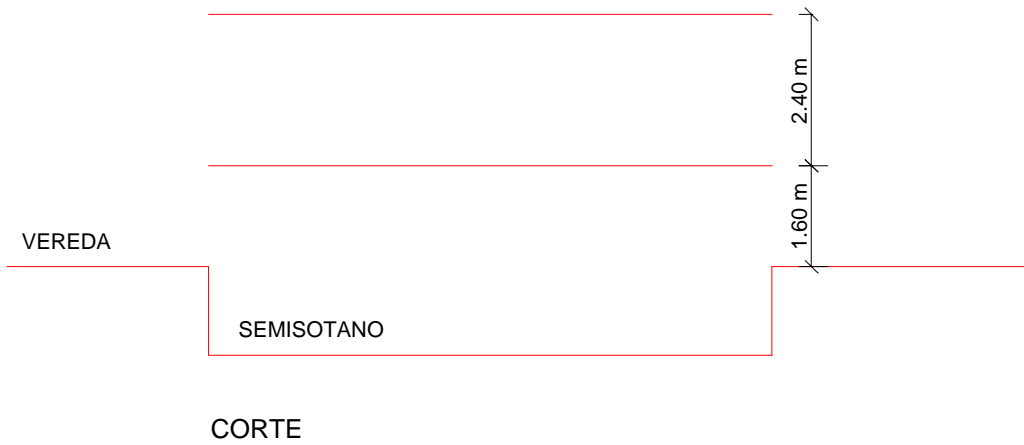 2.40 m
1.60 m
VEREDA
SEMISOTANO
CORTE